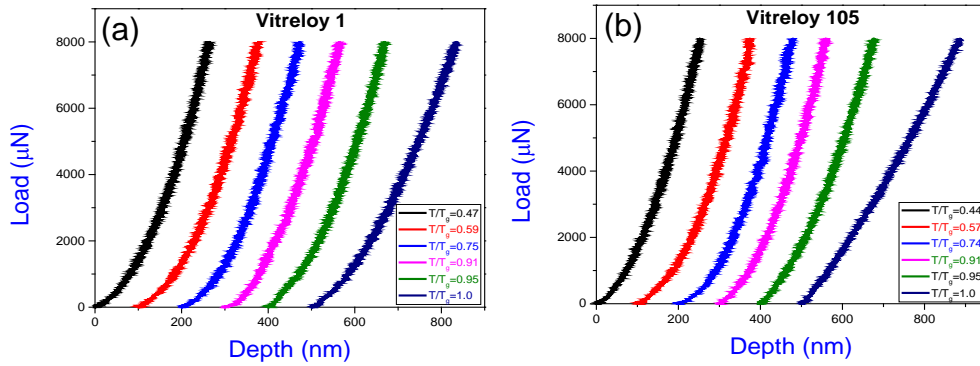 (a)
Vitreloy 1
8000
6000
4000
2000
0
Load (μN)
T/Tg=0.47
T/Tg=0.59
T/Tg=0.75
T/Tg=0.91
T/Tg=0.95
T/Tg=1.0
0 200 400 600 800
Depth (nm)
(b)
Vitreloy 105
8000
6000
4000
2000
0
Load (μN)
T/Tg=0.44
T/Tg=0.57
T/Tg=0.74
T/Tg=0.91
T/Tg=0.95
T/Tg=1.0
0 200 400 600 800
Depth (nm)